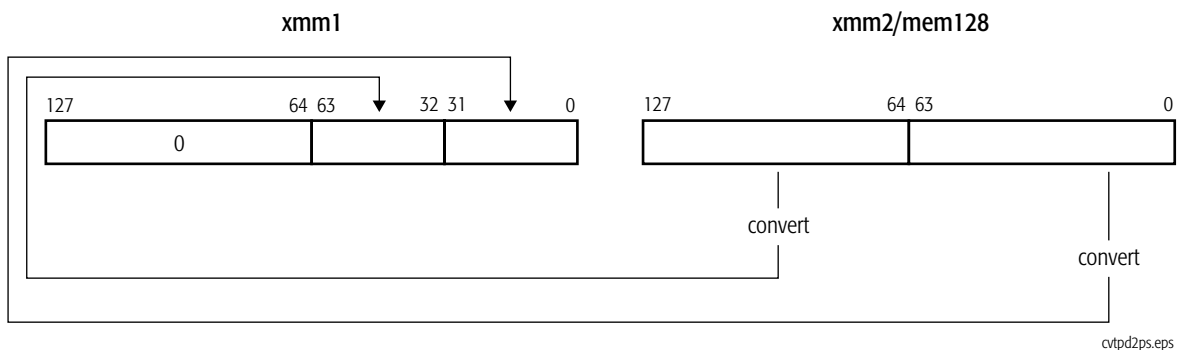 xmm1 xmm2/mem128
127 64 63 32 31 0 127 64 63 0
0
convert
convert
cvtpd2ps.eps